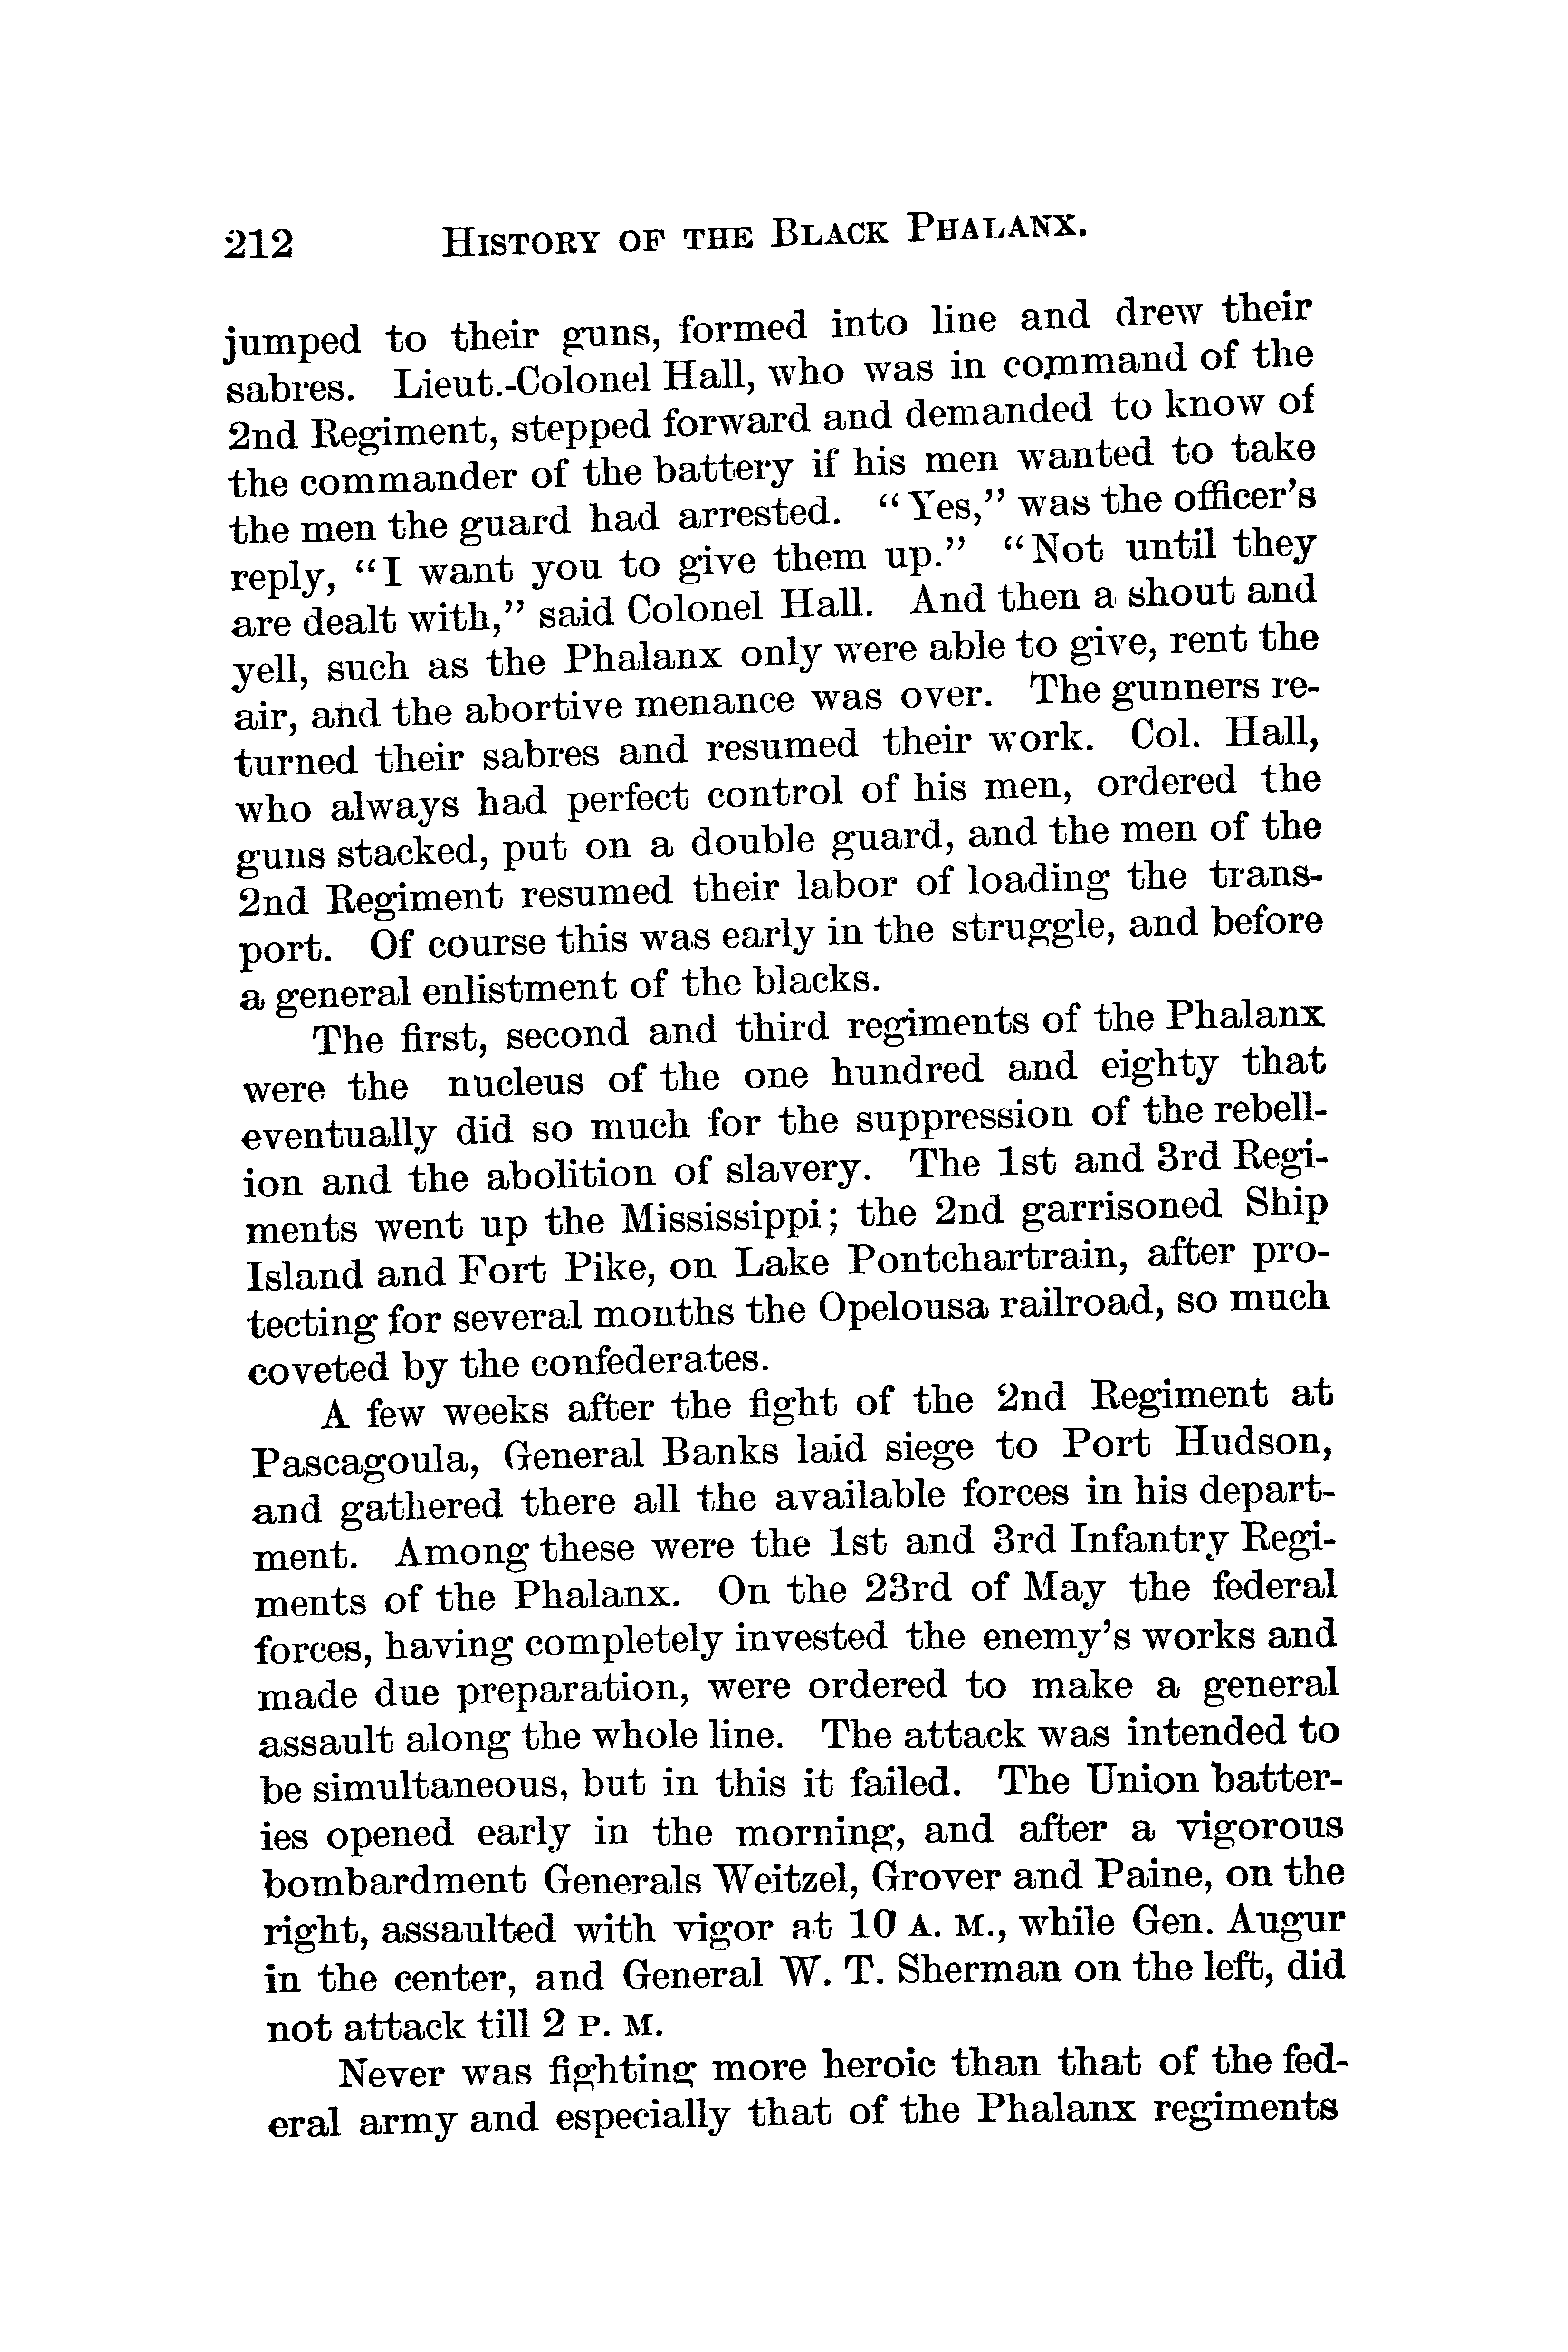 212 HISTORY OF THE BLACK PHALANX.
jumped to their guns, formed into line and drew their
sabres. Lieut.-Colonel Hall, who was in command of the
2nd Regiment, stepped forward and demanded to know of
the commander of the battery if his men wanted to take
the men the guard had arrested. “Yes,” was the officer’s
reply, “I want you to give them up.” “Not until they
are dealt with,” said Colonel Hall. And then a shout and
yell, such as the Phalanx only were able to give, rent the
air, and the abortive menance was over. The gunners re-
turned their sabres and resumed their work. Col. Hall,
who always had perfect control of his men, ordered the
guns stacked, put on a double guard, and the men of the
2nd Regiment resumed their labor of loading the trans-
port. Of course this was early in the struggle, and before
a general enlistment of the blacks.
The first, second and third regiments of the Phalanx
were the nucleus of the one hundred and eighty that
eventually did so much for the suppression of the rebell-
ion and the abolition of slavery. The 1st and 3rd Regi-
ments went up the Mississippi; the 2nd garrisoned Ship
Island and Fort Pike, on Lake Pontchartrain, after pro-
tecting for several months the Opelousa railroad, so much
coveted by the confederates.
A few weeks after the fight of the 2nd Regiment at
Pascagoula, General Banks laid siege to Port Hudson,
and gathered there all the available forces in his depart-
ment. Among these were the 1st and 3rd Infantry Regi-
ments of the Phalanx. On the 23rd of May the federal
forces, having completely invested the enemy’s works and
made due preparation, were ordered to make a general
assault along the whole line. The attack was intended to
be simultaneous, but in this it failed. The Union batter-
ies opened early in the morning, and after a vigorous
bombardment Generals Weitzel, Grover and Paine, on the
right, assaulted with vigor at 10 A. M., while Gen. Augur
in the center, and General W. T. Sherman on the left, did
not attack till 2 P. M.
Never was fighting more heroic than that of the fed-
eral army and especially that of the Phalanx regiments